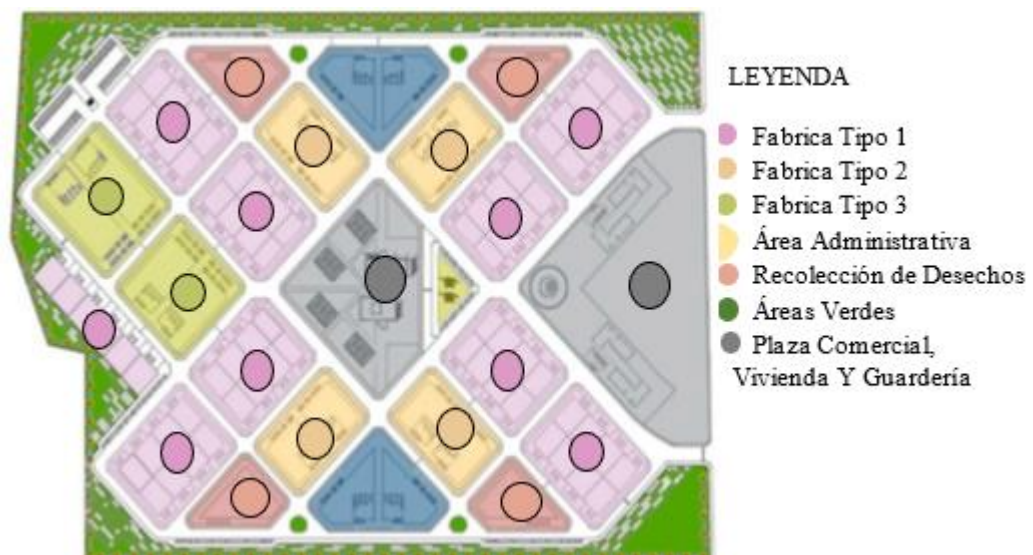 LEYENDA
Fabrica Tipo 1
Fabrica Tipo 2
Fabrica Tipo 3
Área Administrativa
Recolección de Desechos
Áreas Verdes
Plaza Comercial,
Vivienda Y Guardería